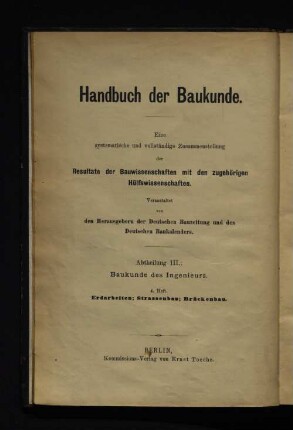 Handbuch der Baukunde.
Eine
systematische und vollständige Zusammenstellung
der
Resultate der Bauwissenschaften mit den zugehörigen
Hülfswissenschaften.
Veranstaltet
von
den Herausgebern der Deutschen Bauzeitung und des
Deutschen Baukalenders.
Abtheilung III.
Baukunde des Ingenieurs.
4. Heft.
Erdarbeiten; Strassenbau; Brückenbau.
BERLIN,
Kommissions-Verlag von Ernst Toeche.